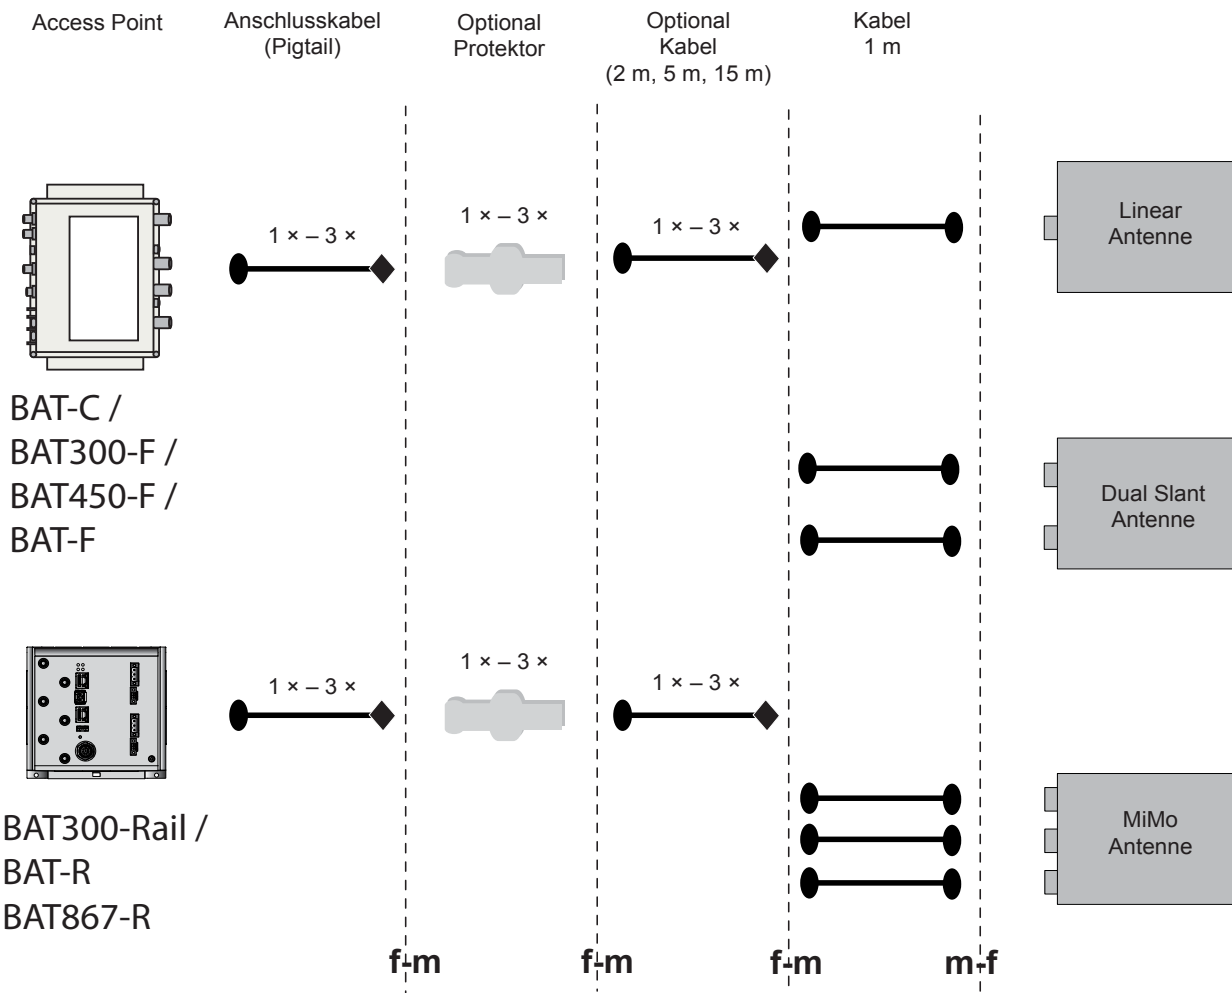 Access Point
Anschlusskabel
(Pigtail)
Optional
Protektor
Optional
Kabel
(2 m, 5 m, 15 m)
Kabel
1 m
1 × – 3 ×
1 × – 3 ×
1 × – 3 ×
Linear
Antenne
BAT-C /
BAT300-F /
BAT450-F /
BAT-F
Dual Slant
Antenne
1 × – 3 ×
1 × – 3 ×
1 × – 3 ×
BAT300-Rail /
BAT-R
BAT867-R
MiMo
Antenne
f-m
f-m
f-m
m-f